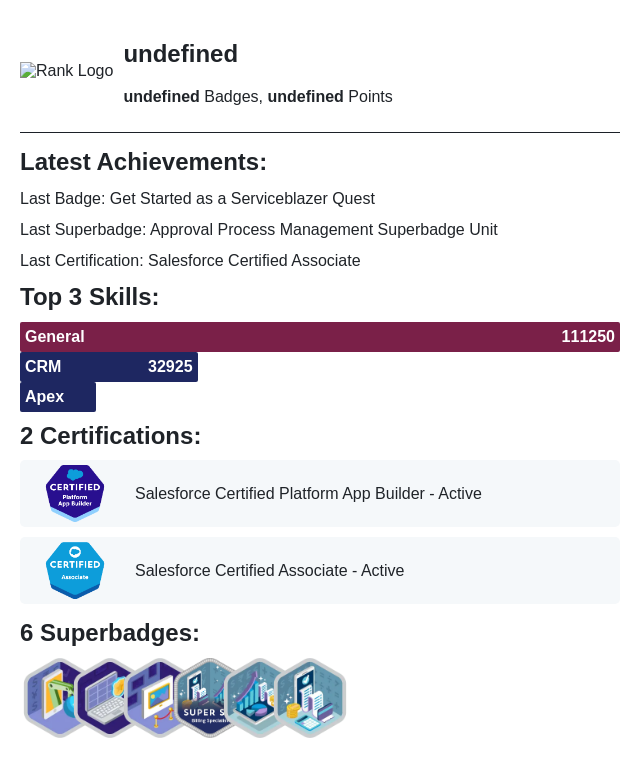 Rank Logo
undefined
undefined Badges, undefined Points
Latest Achievements:
Last Badge: Get Started as a Serviceblazer Quest
Last Superbadge: Approval Process Management Superbadge Unit
Last Certification: Salesforce Certified Associate
Top 3 Skills:
General 111250
CRM 32925
Apex
2 Certifications:
CERTIFIED
Platform
App Builder
Salesforce Certified Platform App Builder - Active
CERTIFIED
Associate
Salesforce Certified Associate - Active
6 Superbadges:
SUPER S